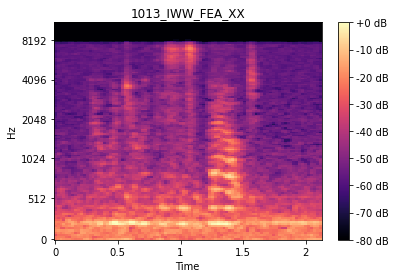 1013_IWW_FEA_XX
+0 dB
8192
-10 dB
4096
-20 dB
-30 dB
Hz
2048
-40 dB
1024
-50 dB
-60 dB
512
-70 dB
0
-80 dB
0 0.5 1 1.5 2
Time